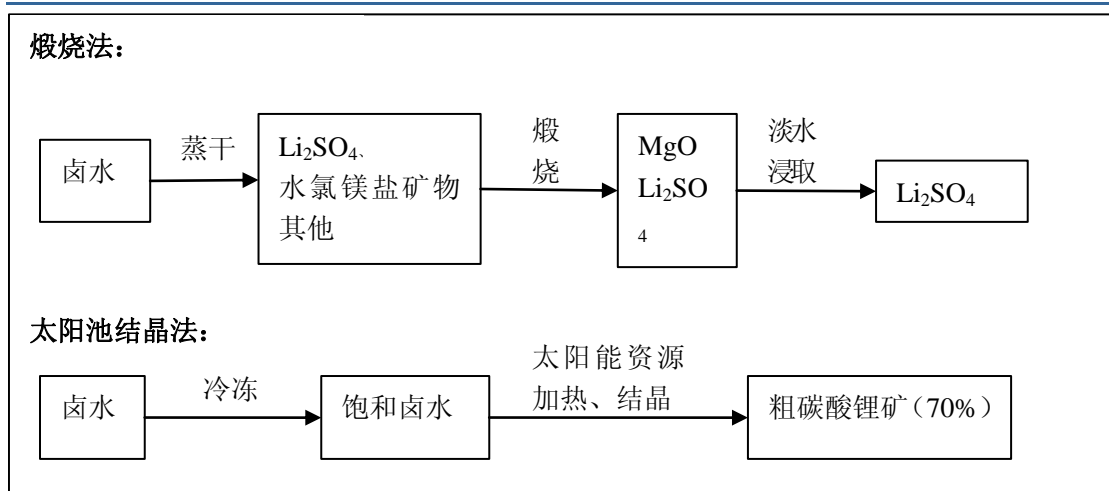 煅烧法：
卤水
蒸干
Li₂SO₄、
水氯镁盐矿物
其他
煅
烧
MgO
Li₂SO
₄
淡水
浸取
Li₂SO₄
太阳池结晶法：
卤水
冷冻
饱和卤水
太阳能资源
加热、结晶
粗碳酸锂矿（70%）